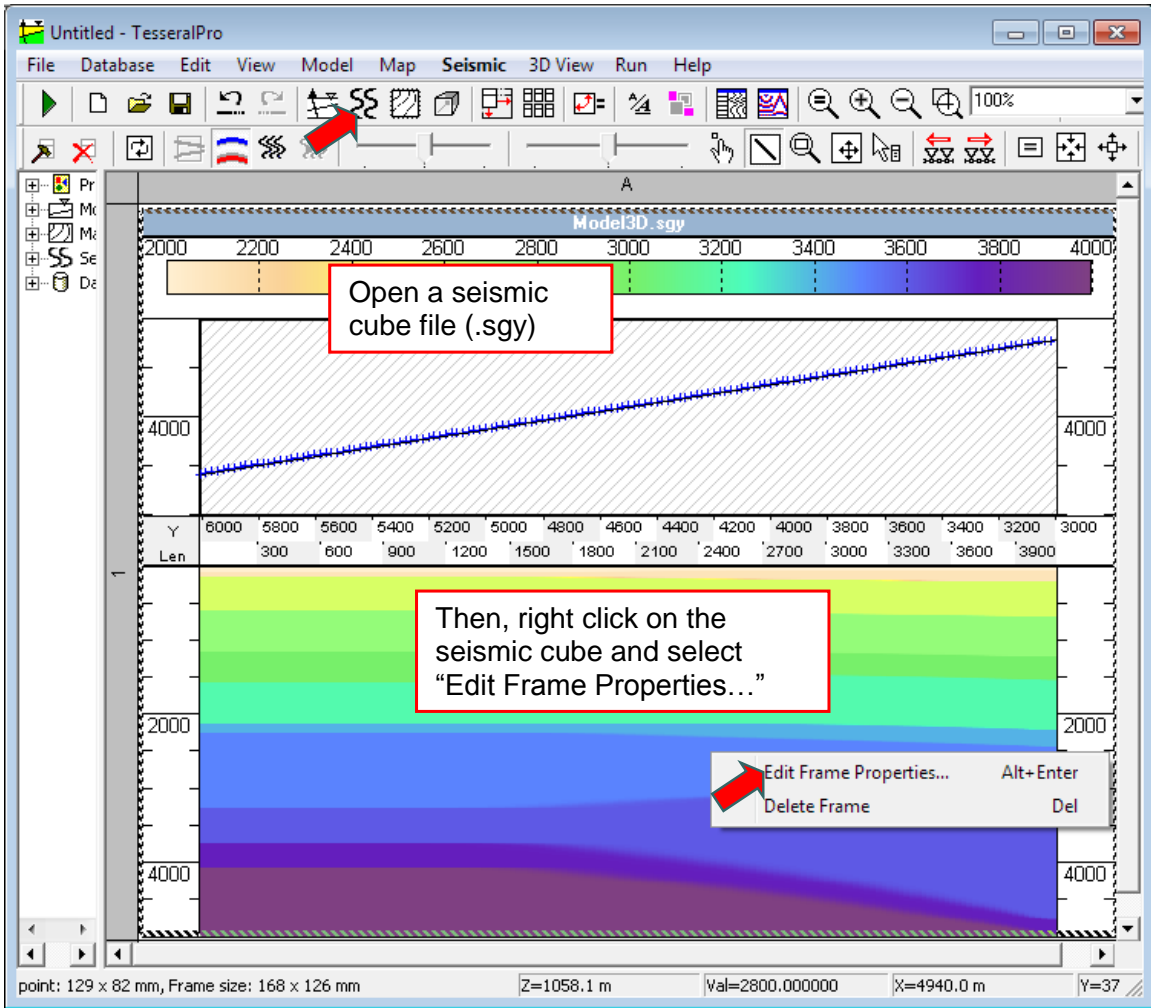 Untitled - TesseralPro
File Database Edit View Model Map Seismic 3D View Run Help
100%
Pr
Mo
Ma
Se
Da
A
Model3D.sgy
2000 2200 2400 2600 2800 3000 3200 3400 3600 3800 4000
Open a seismic
cube file (.sgy)
4000 4000
Y 6000 5800 5600 5400 5200 5000 4800 4600 4400 4200 4000 3800 3600 3400 3200 3000
Len 300 600 900 1200 1500 1800 2100 2400 2700 3000 3300 3600 3900
1
Then, right click on the
seismic cube and select
“Edit Frame Properties…”
2000 2000
Edit Frame Properties... Alt+Enter
Delete Frame Del
4000 4000
point: 129 x 82 mm, Frame size: 168 x 126 mm Z=1058.1 m Val=2800.000000 X=4940.0 m Y=37